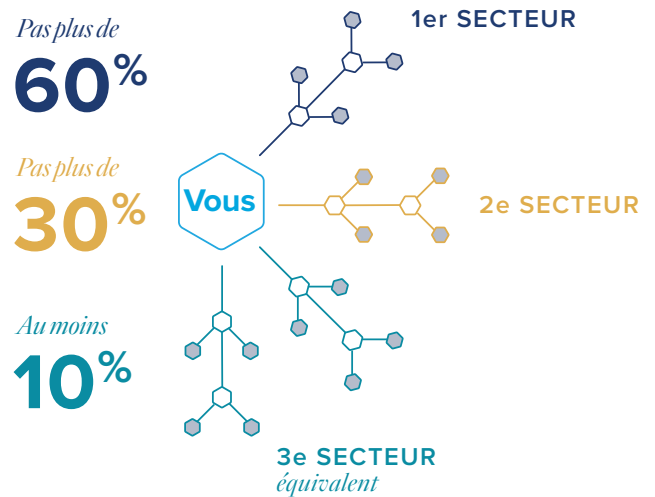 Pas plus de
60%
1er SECTEUR
Pas plus de
30%
Vous
2e SECTEUR
Au moins
10%
3e SECTEUR
équivalent